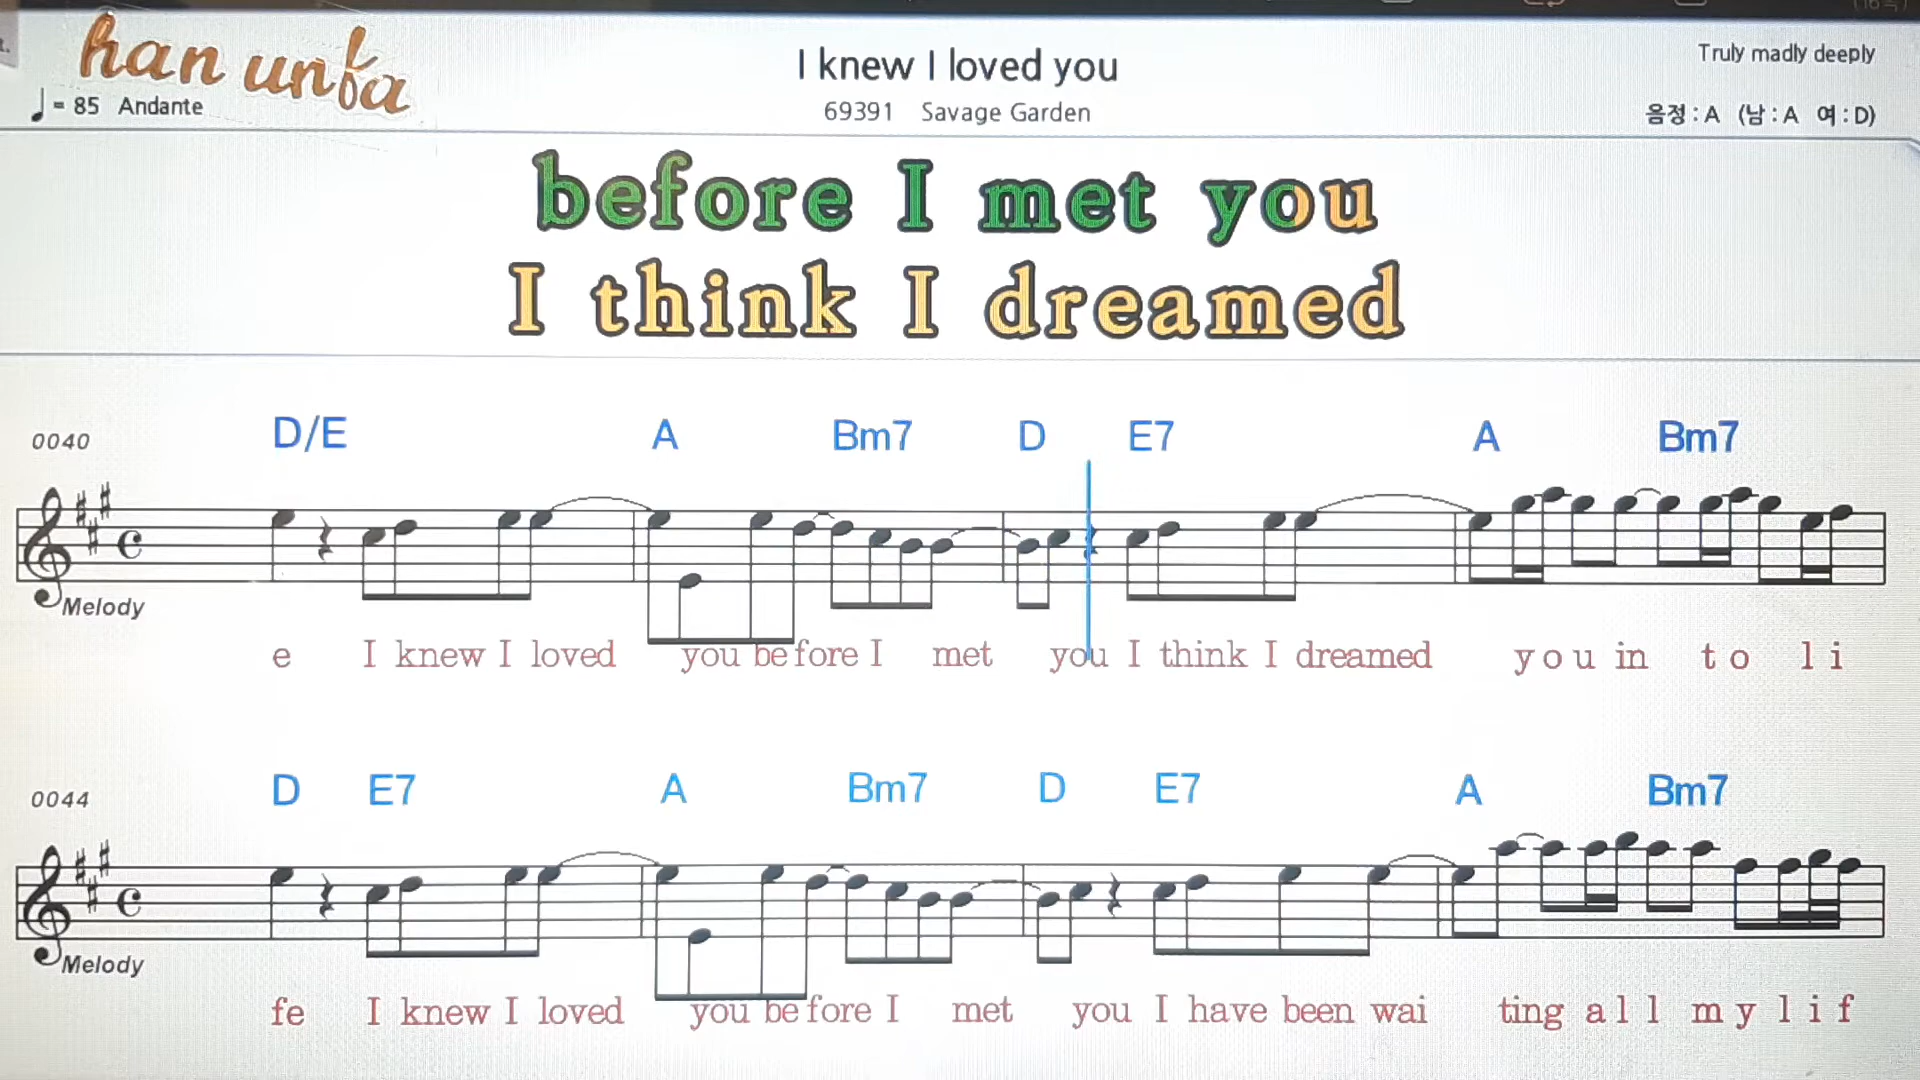 han unfa
I knew I loved you
Truly madly deeply
♩= 85 Andante
69391 Savage Garden
음정 : A (남 : A 여 : D)
before I met you
I think I dreamed
0040 D/E A Bm7 D E7 A Bm7
Melody
e I knew I loved you be fore I met you I think I dreamed you in to li
0044 D E7 A Bm7 D E7 A Bm7
Melody
fe I knew I loved you be fore I met you I have been wai ting all my lif